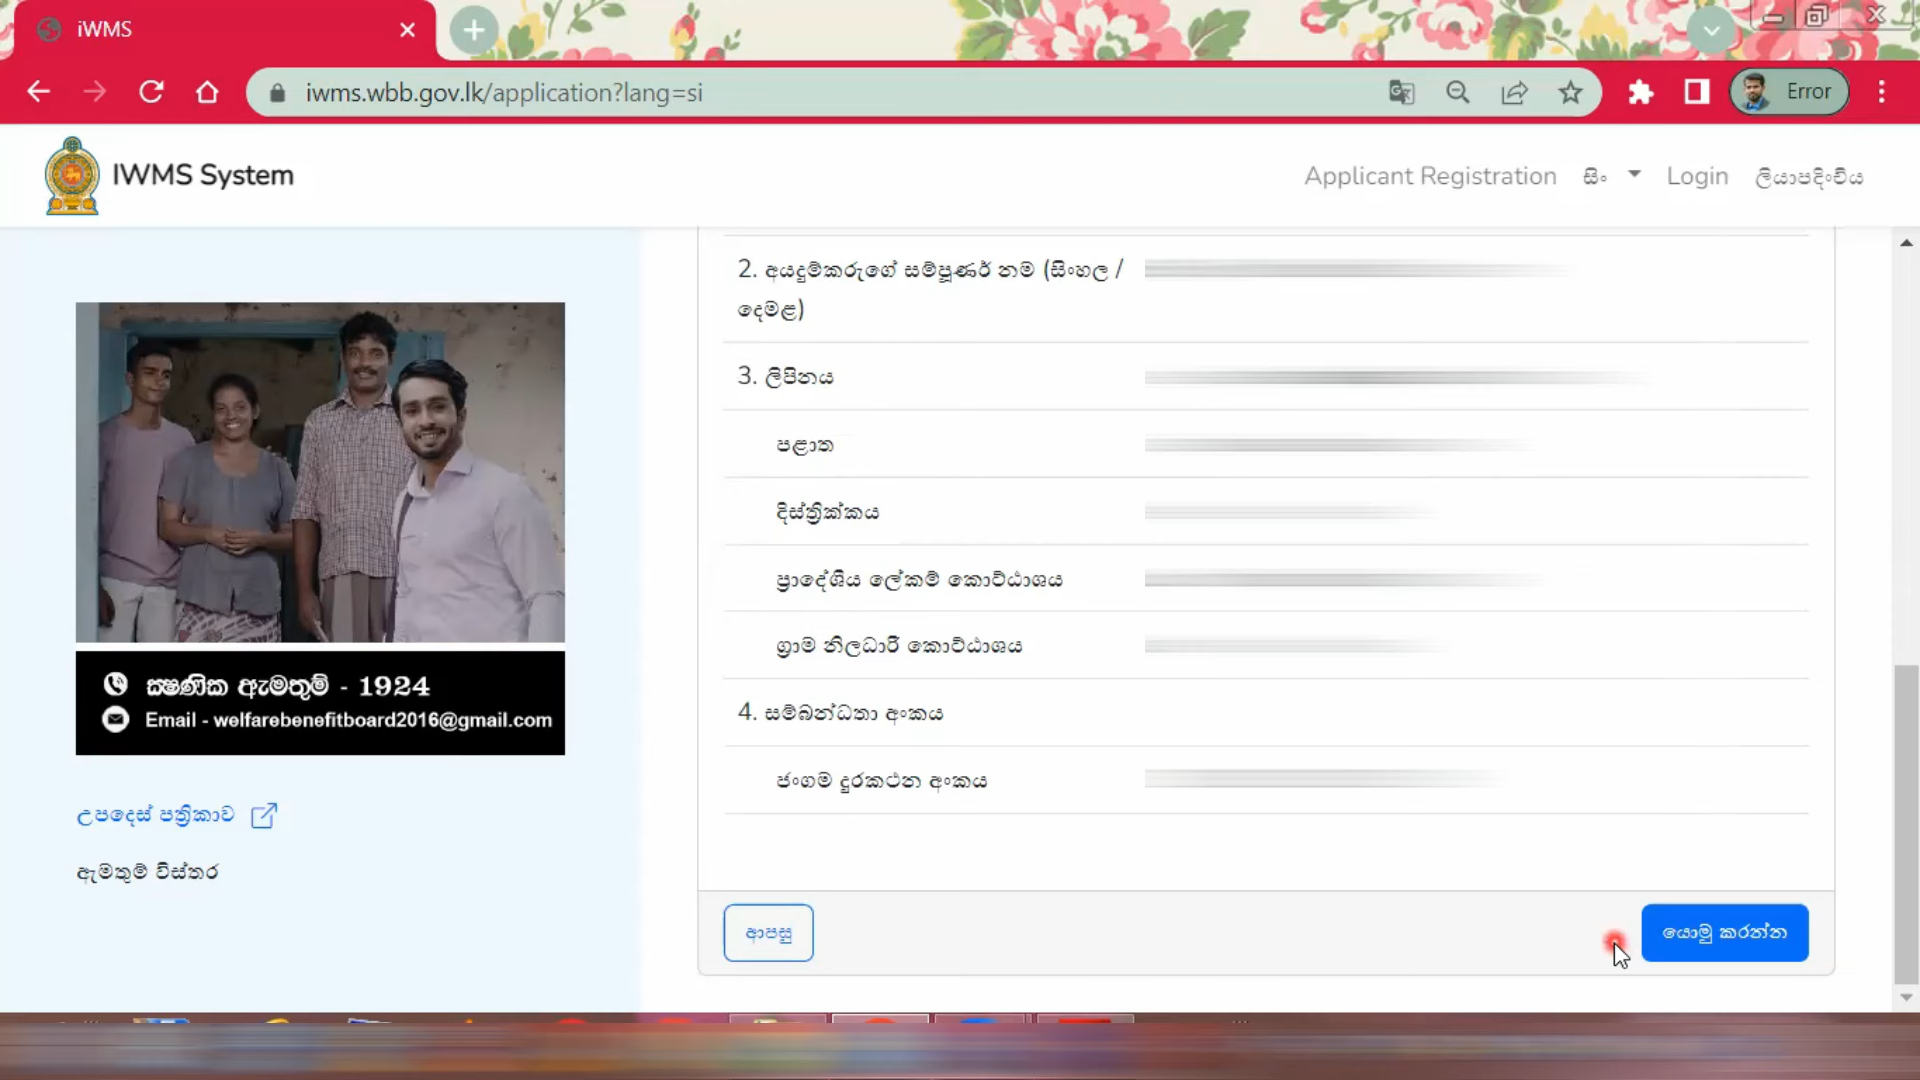 iWMS
iwms.wbb.gov.lk/application?lang=si
Error
IWMS System
Applicant Registration
සිං
Login
ලියාපදිංචිය
2. අයදුම්කරුගේ සම්පූර්ණ නම (සිංහල /
දෙමළ)
3. ලිපිනය
පළාත
දිස්ත්‍රික්කය
ප්‍රාදේශීය ලේකම් කොට්ඨාශය
ග්‍රාම නිලධාරී කොට්ඨාශය
4. සම්බන්ධතා අංකය
ජංගම දුරකථන අංකය
ක්ෂණික ඇමතුම් - 1924
Email - welfarebenefitboard2016@gmail.com
උපදෙස් පත්‍රිකාව
ඇමතුම් විස්තර
ආපසු
යොමු කරන්න